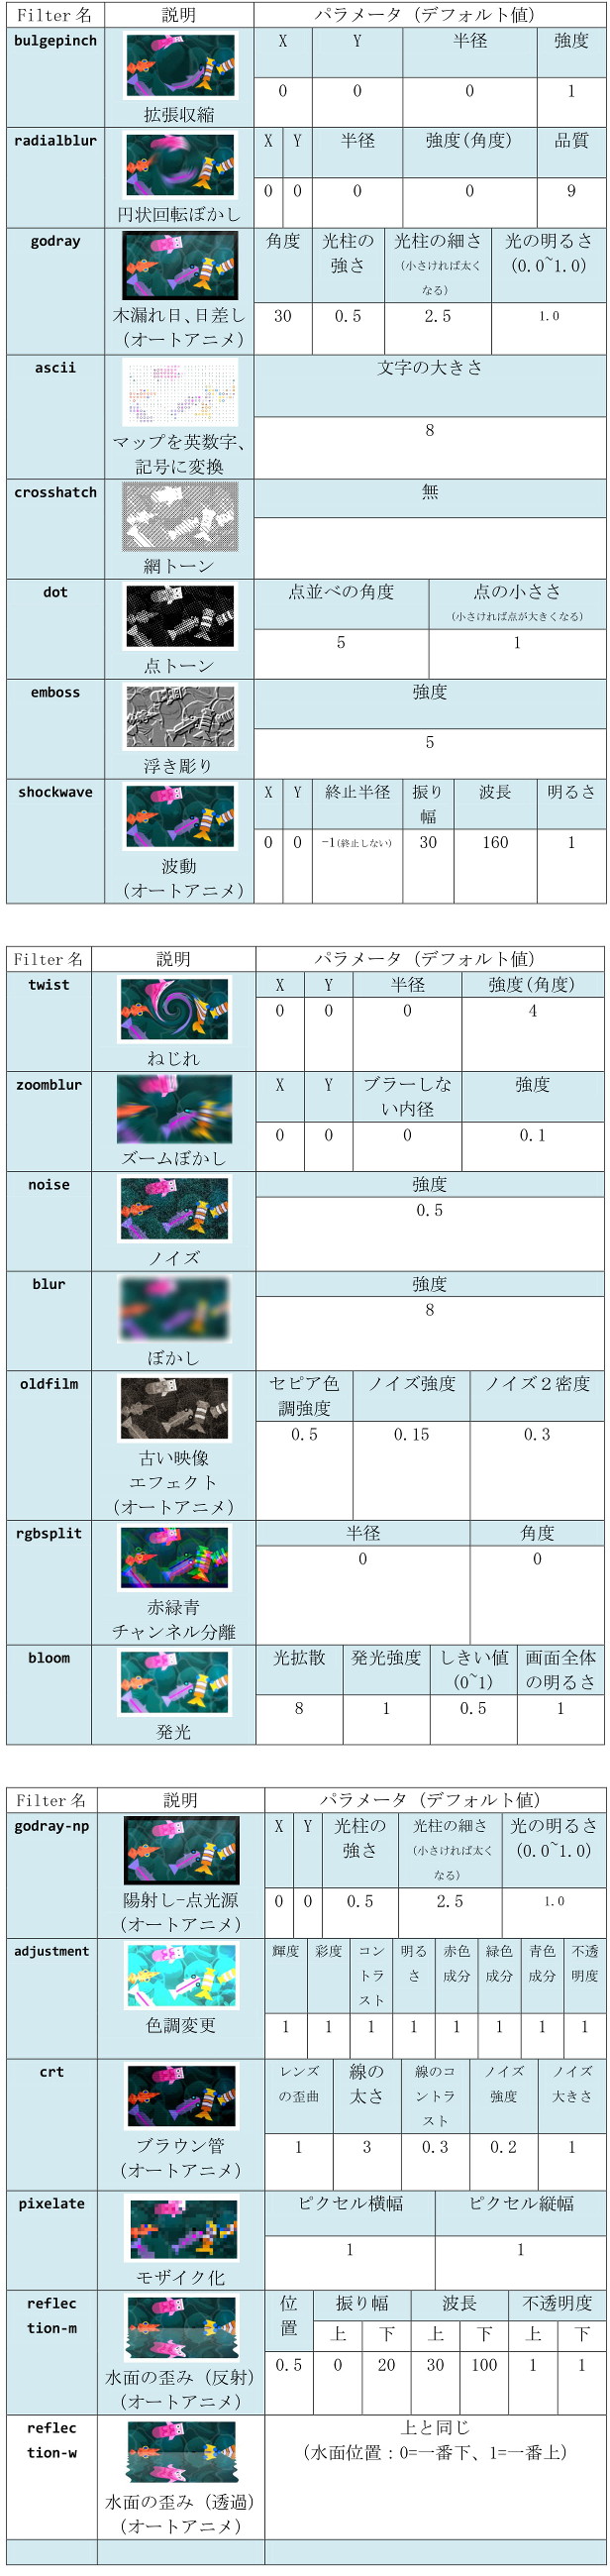 Filter 名 説明 パラメータ (デフォルト値)
bulgepinch X Y 半径 強度
0 0 0 1
拡張収縮
radialblur X Y 半径 強度(角度) 品質
0 0 0 0 9
円状回転ぼかし
godray 角度 光柱の 光柱の細さ 光の明るさ
強さ (小さければ太く (0.0~1.0)
なる)
30 0.5 2.5 1.0
木漏れ日、日差し
(オートアニメ)
ascii 文字の大きさ
8
マップを英数字、
記号に変換
crosshatch 無
網トーン
dot 点並べの角度 点の小ささ
(小さければ点が大きくなる)
5 1
点トーン
emboss 強度
5
浮き彫り
shockwave X Y 終止半径 振り 波長 明るさ
幅
0 0 -1(終止しない) 30 160 1
波動
(オートアニメ)
Filter 名 説明 パラメータ (デフォルト値)
twist X Y 半径 強度(角度)
0 0 0 4
ねじれ
zoomblur X Y ブラーしな 強度
い内径
0 0 0 0.1
ズームぼかし
noise 強度
0.5
ノイズ
blur 強度
8
ぼかし
oldfilm セピア色 ノイズ強度 ノイズ２密度
調強度
0.5 0.15 0.3
古い映像
エフェクト
(オートアニメ)
rgbsplit 半径 角度
0 0
赤緑青
チャンネル分離
bloom 光拡散 発光強度 しきい値 画面全体
(0~1) の明るさ
8 1 0.5 1
発光
Filter 名 説明 パラメータ (デフォルト値)
godray-np X Y 光柱の 光柱の細さ 光の明るさ
強さ (小さければ太く (0.0~1.0)
なる)
0 0 0.5 2.5 1.0
陽射し-点光源
(オートアニメ)
adjustment 輝度 彩度 コン 明る 赤色 緑色 青色 不透
トラ さ 成分 成分 成分 明度
スト
1 1 1 1 1 1 1 1
色調変更
crt レンズ 線の 線のコ ノイズ ノイズ
の歪曲 太さ ントラ 強度 大きさ
スト
1 3 0.3 0.2 1
ブラウン管
(オートアニメ)
pixelate ピクセル横幅 ピクセル縦幅
1 1
モザイク化
reflec 位 振り幅 波長 不透明度
tion-m 置 上 下 上 下 上 下
0.5 0 20 30 100 1 1
水面の歪み (反射)
(オートアニメ)
reflec 上と同じ
tion-w (水面位置：0=一番下、1=一番上)
水面の歪み (透過)
(オートアニメ)